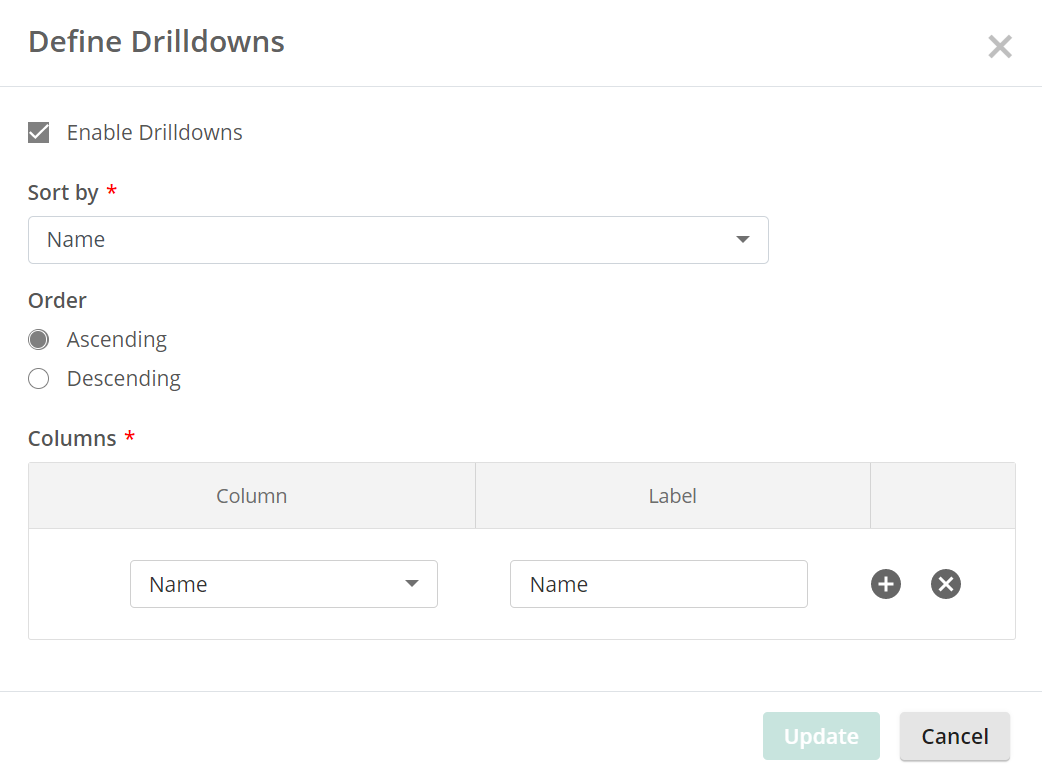 Define Drilldowns
Enable Drilldowns
Sort by *
Name
Order
Ascending
Descending
Columns *
Column Label
Name Name
Update Cancel